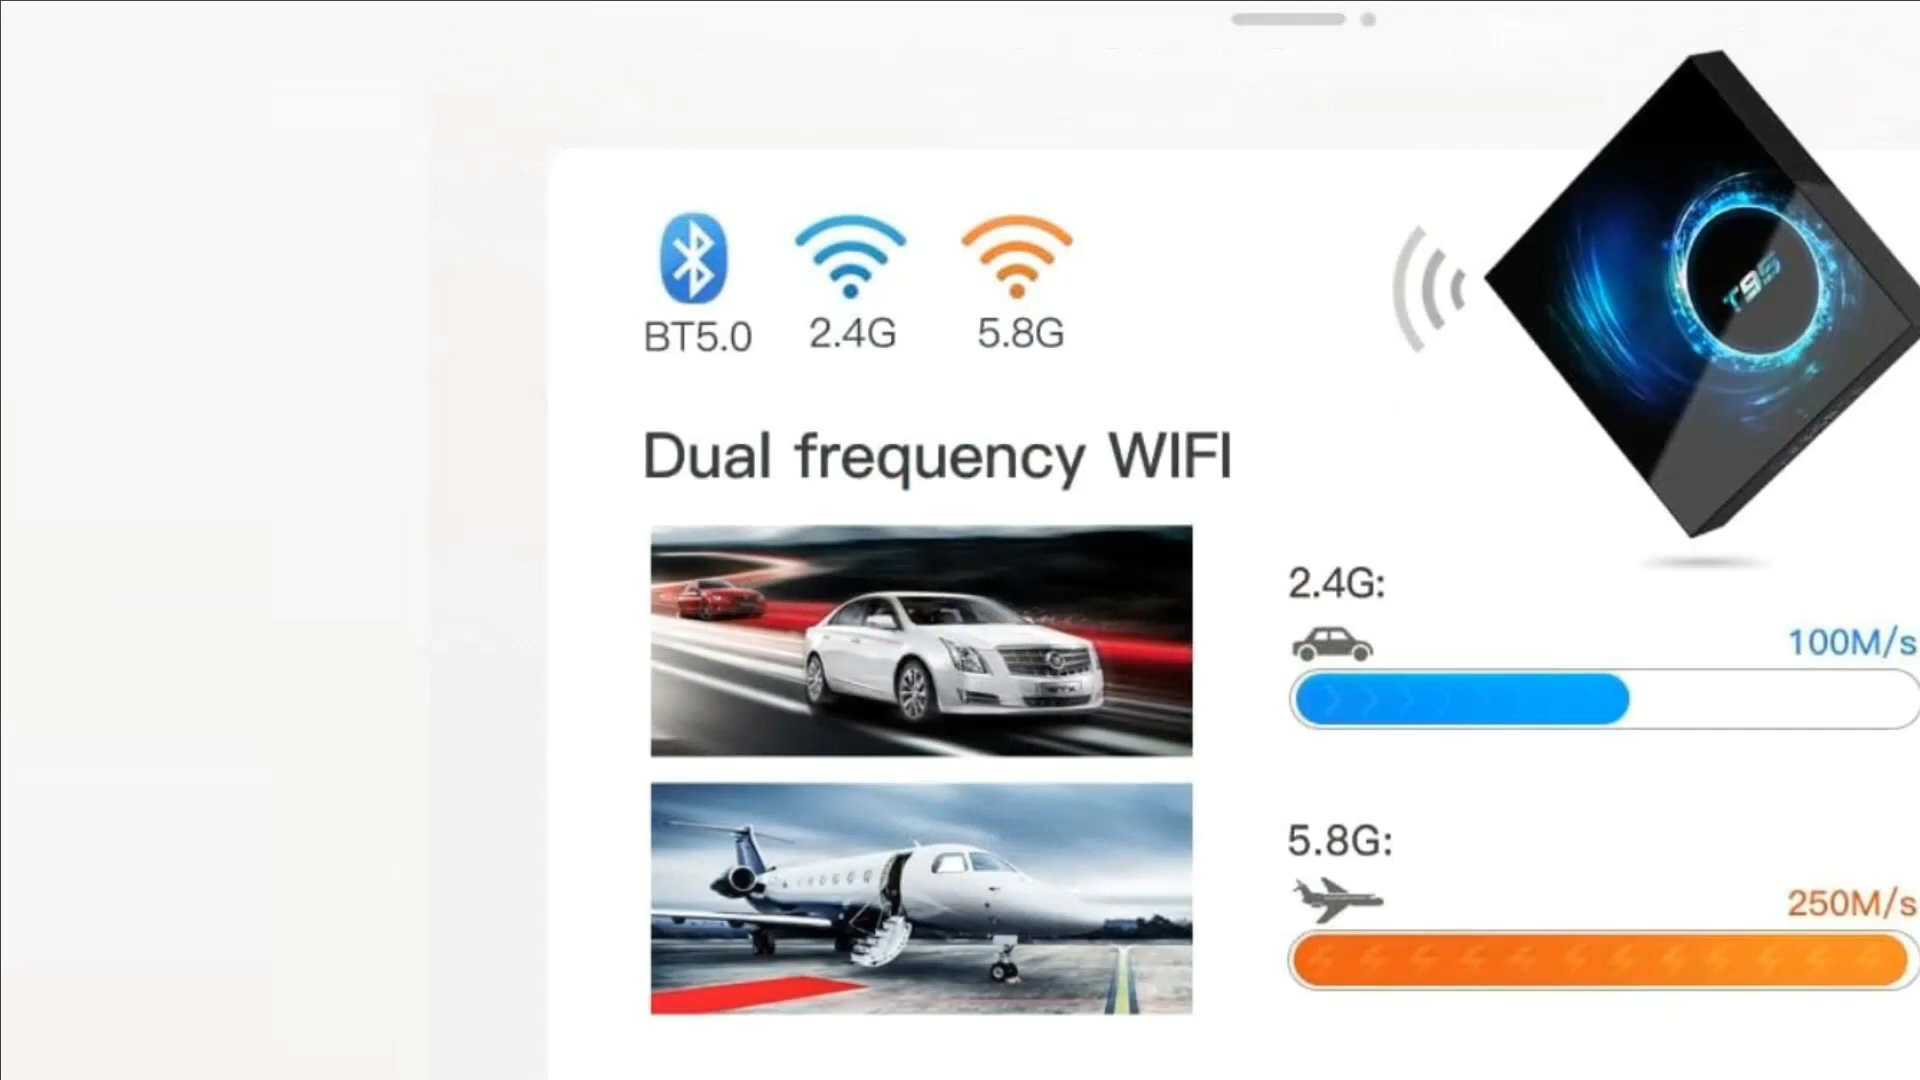 BT5.0
2.4G
5.8G
T95
Dual frequency WIFI
2.4G:
100M/s
5.8G:
250M/s